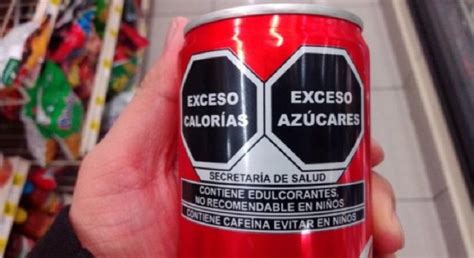 EXCESO
CALORÍAS
EXCESO
AZÚCARES
SECRETARÍA DE SALUD
CONTIENE EDULCORANTES,
NO RECOMENDABLE EN NIÑOS
CONTIENE CAFEÍNA EVITAR EN NIÑOS